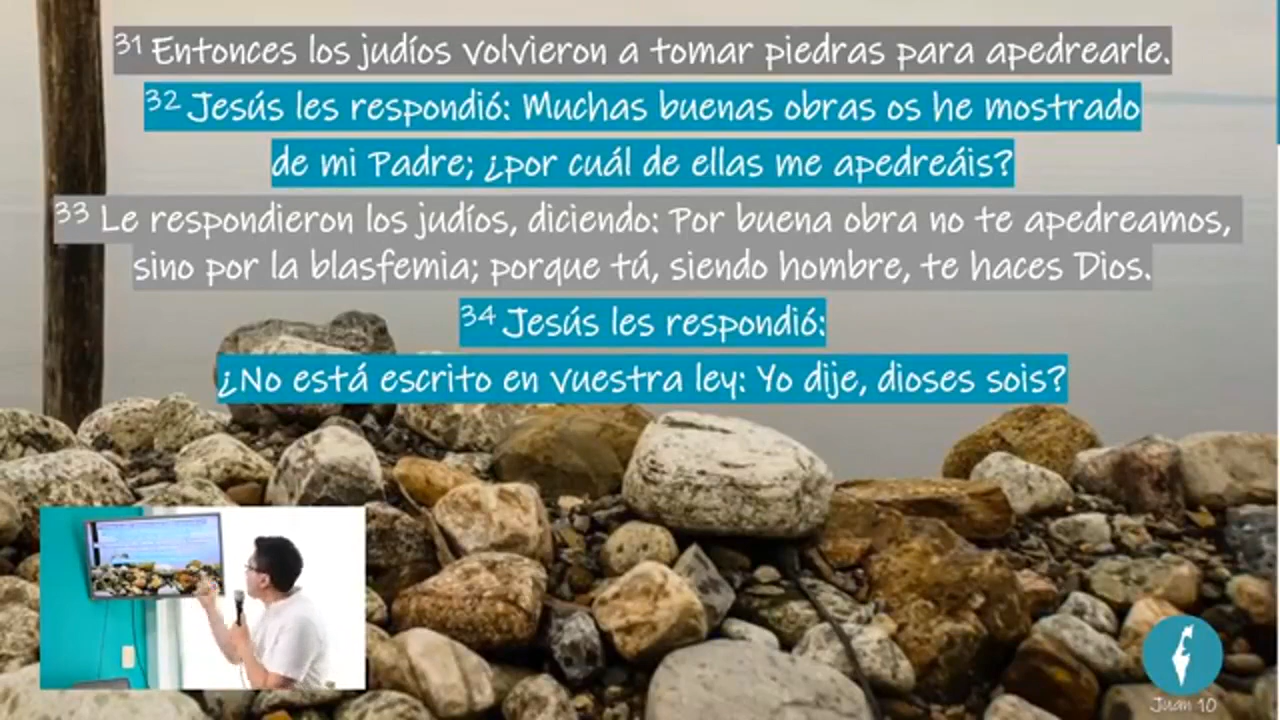 31 Entonces los judíos volvieron a tomar piedras para apedrearle.
32 Jesús les respondió: Muchas buenas obras os he mostrado
de mi Padre; ¿por cuál de ellas me apedreáis?
33 Le respondieron los judíos, diciendo: Por buena obra no te apedreamos,
sino por la blasfemia; porque tú, siendo hombre, te haces Dios.
34 Jesús les respondió:
¿No está escrito en vuestra ley: Yo dije, dioses sois?
Juan 10